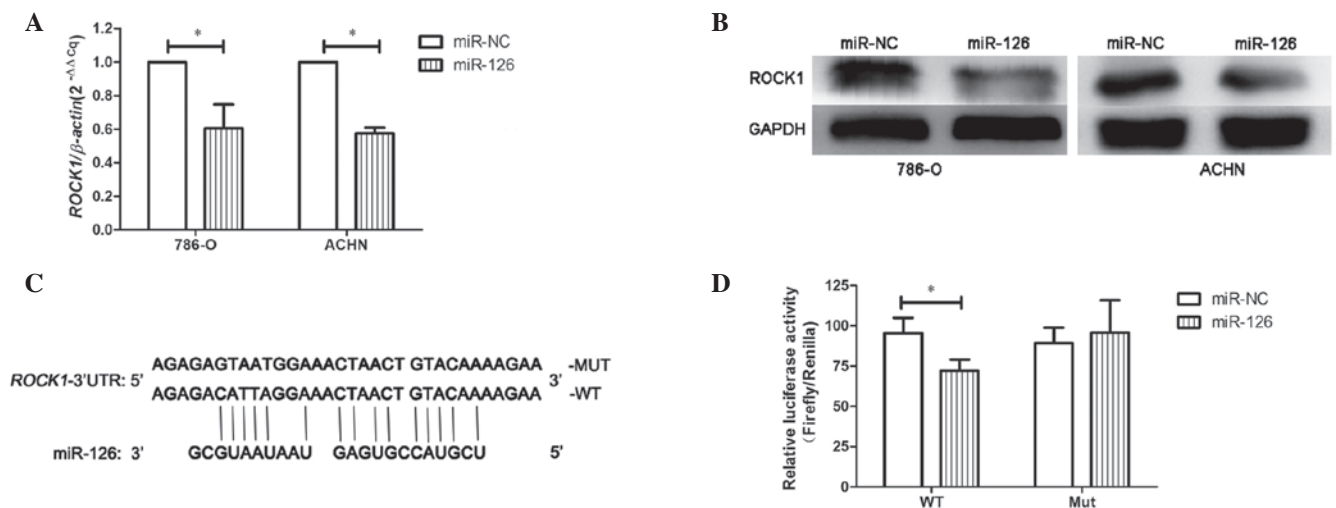 A
ROCK1/β-actin(2 -ΔΔCq)
1.2
1.0
0.8
0.6
0.4
0.2
0.0
*
*
786-O
ACHN
miR-NC
miR-126
B
miR-NC
miR-126
miR-NC
miR-126
ROCK1
GAPDH
786-O
ACHN
C
AGAGAGTAATGGAAACTAACT GTACAAAAGAA -MUT
ROCK1-3'UTR: 5' 3'
AGAGACATTAGGAAACTAACT GTACAAAAGAA -WT
miR-126: 3' GCGUAAUAAU GAGUGCCAUGCU 5'
D
Relative luciferase activity
(Firefly/Renilla)
125
100
75
50
25
0
*
WT
Mut
miR-NC
miR-126